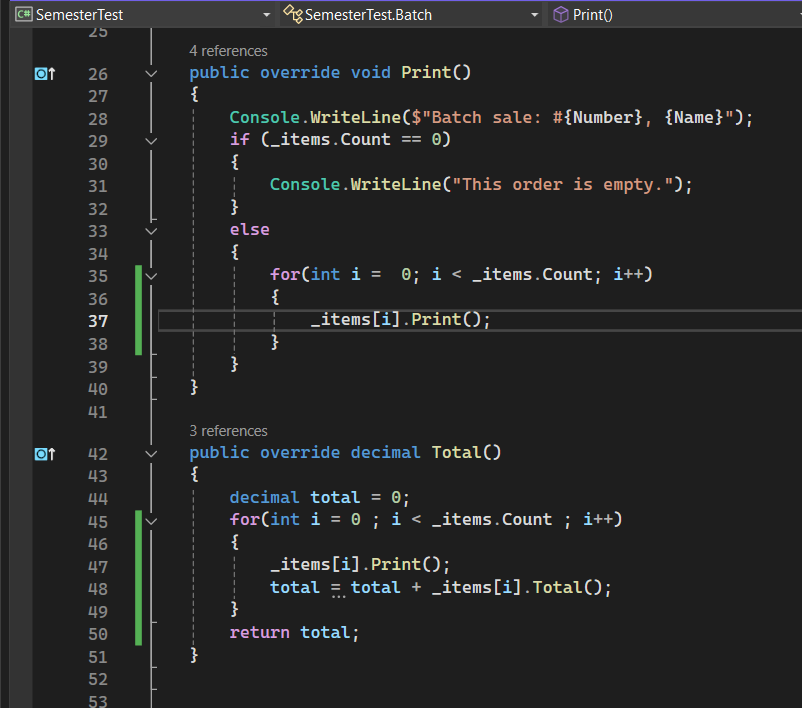 C# SemesterTest SemesterTest.Batch Print()
25
4 references
26 public override void Print()
27 {
28 Console.WriteLine($"Batch sale: #{Number}, {Name}");
29 if (_items.Count == 0)
30 {
31 Console.WriteLine("This order is empty.");
32 }
33 else
34 {
35 for(int i =  0; i < _items.Count; i++)
36 {
37 _items[i].Print();
38 }
39 }
40 }
41
3 references
42 public override decimal Total()
43 {
44 decimal total = 0;
45 for(int i = 0 ; i < _items.Count ; i++)
46 {
47 _items[i].Print();
48 total = total + _items[i].Total();
49 }
50 return total;
51 }
52
53